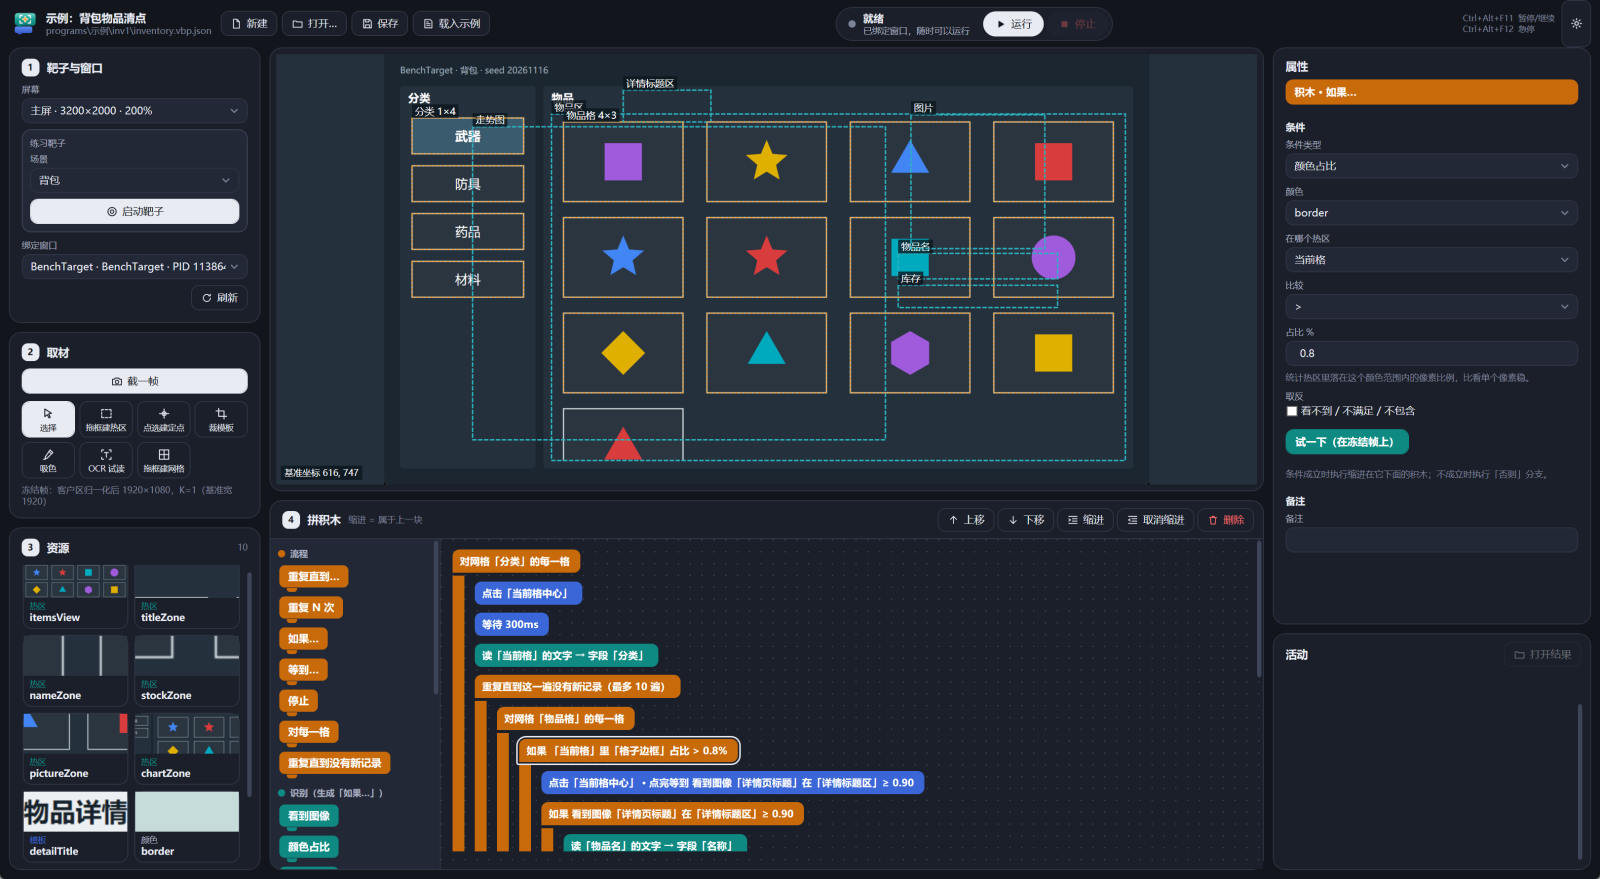 示例：背包物品清点
programs\示例\inv1\inventory.vbp.json
新建
打开...
保存
载入示例
就绪
已绑定窗口，随时可以运行
运行
停止
Ctrl+Alt+F11 暂停/继续
Ctrl+Alt+F12 急停
1 靶子与窗口
屏幕
主屏 · 3200×2000 · 200%
练习靶子
场景
背包
启动靶子
绑定窗口
BenchTarget · BenchTarget · PID 11386
刷新
2 取材
截一帧
选择
拖框建热区
点选建定点
裁模板
吸色
OCR 试读
拖框建网格
冻结帧：客户区归一化后 1920×1080，K=1（基准宽
1920）
3 资源
10
热区
itemsView
热区
titleZone
热区
nameZone
热区
stockZone
热区
pictureZone
热区
chartZone
物品详情
模板
detailTitle
颜色
border
BenchTarget · 背包 · seed 20261116
分类
分类 1×4
走势图
武器
防具
药品
材料
物品
详情标题区
物品区
物品格 4×3
图片
物品名
库存
基准坐标 616, 747
4 拼积木 缩进 = 属于上一块
上移
下移
缩进
取消缩进
删除
流程
重复直到...
重复 N 次
如果...
等到...
停止
对每一格
重复直到没有新记录
识别（生成「如果...」）
看到图像
颜色占比
对网格「分类」的每一格
点击「当前格中心」
等待 300ms
读「当前格」的文字 → 字段「分类」
重复直到这一遍没有新记录（最多 10 遍）
对网格「物品格」的每一格
如果 「当前格」里「格子边框」占比 > 0.8%
点击「当前格中心」 · 点完等到 看到图像「详情页标题」在「详情标题区」≥ 0.90
如果 看到图像「详情页标题」在「详情标题区」≥ 0.90
读「物品名」的文字 → 字段「名称」
属性
积木 · 如果...
条件
条件类型
颜色占比
颜色
border
在哪个热区
当前格
比较
>
占比 %
0.8
统计热区里落在这个颜色范围内的像素比例，比看单个像素稳。
取反
看不到 / 不满足 / 不包含
试一下（在冻结帧上）
条件成立时执行缩进在它下面的积木；不成立时执行「否则」分支。
备注
备注
活动
打开结果